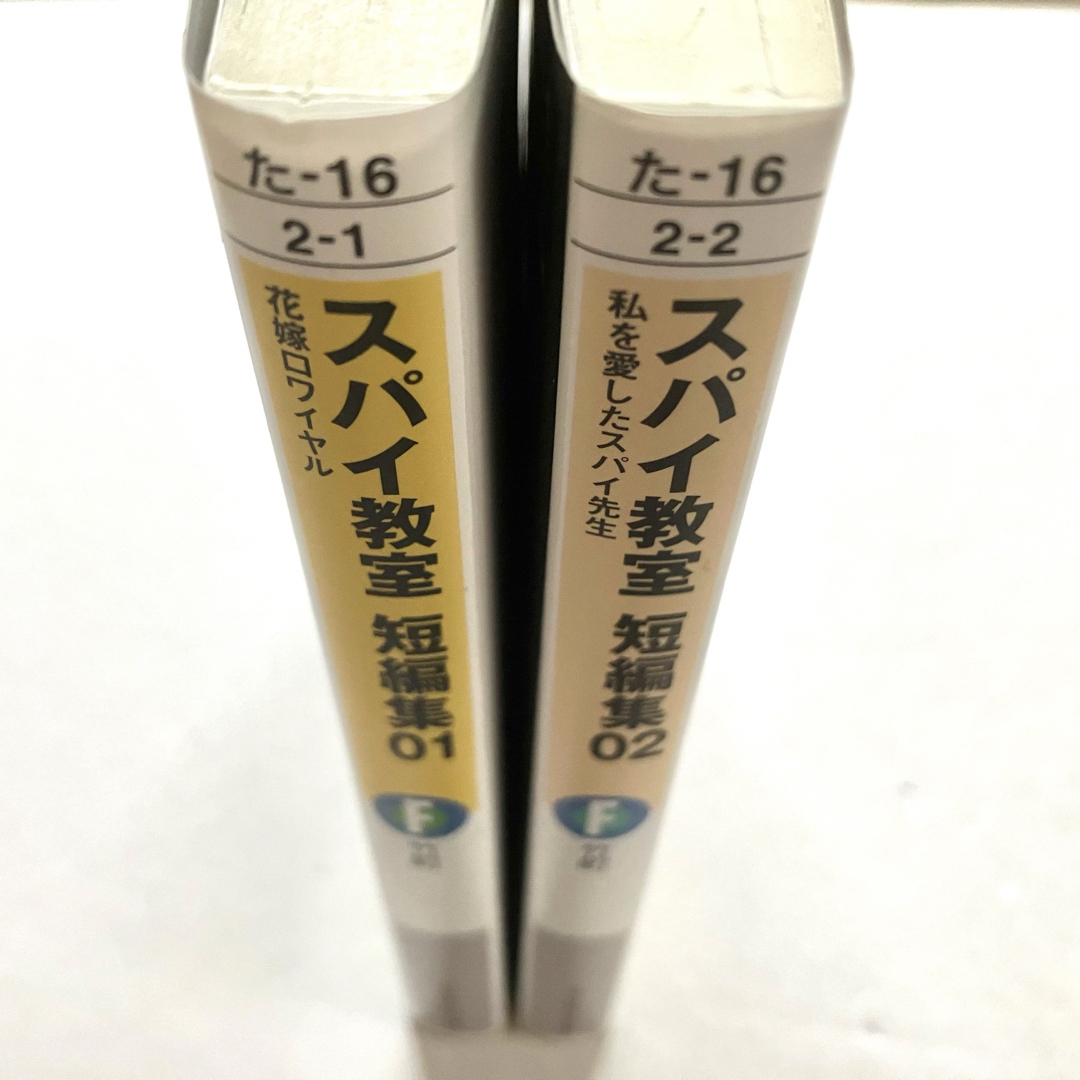 た-16
2-1
スパイ教室 短編集01
花嫁ロワイヤル
F
た-16
2-2
スパイ教室 短編集02
私を愛したスパイ先生
F